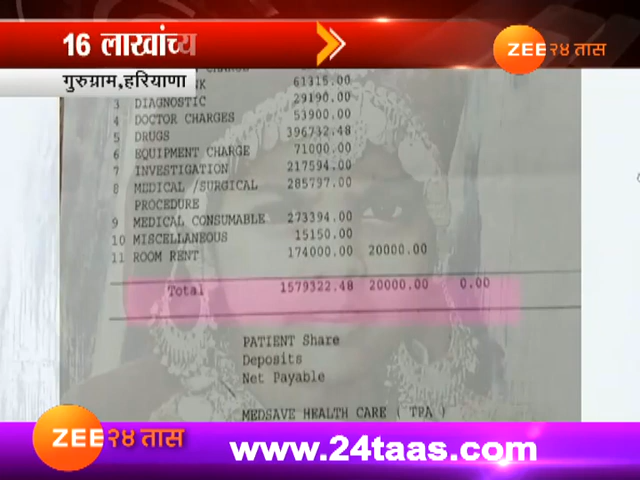 16 लाखांच्य
ZEE २४ तास
गुरुग्राम,हरियाणा
61315.00
3 DIAGNOSTIC 29190.00
4 DOCTOR CHARGES 53900.00
5 DRUGS 396732.48
6 EQUIPMENT CHARGE 71000.00
7 INVESTIGATION 217594.00
8 MEDICAL /SURGICAL 285797.00
PROCEDURE
9 MEDICAL CONSUMABLE 273394.00
10 MISCELLANEOUS 15150.00
11 ROOM RENT 174000.00 20000.00
Total 1579322.48 20000.00 0.00
PATIENT Share
Deposits
Net Payable
MEDSAVE HEALTH CARE ( TPA )
ZEE २४ तास
www.24taas.com